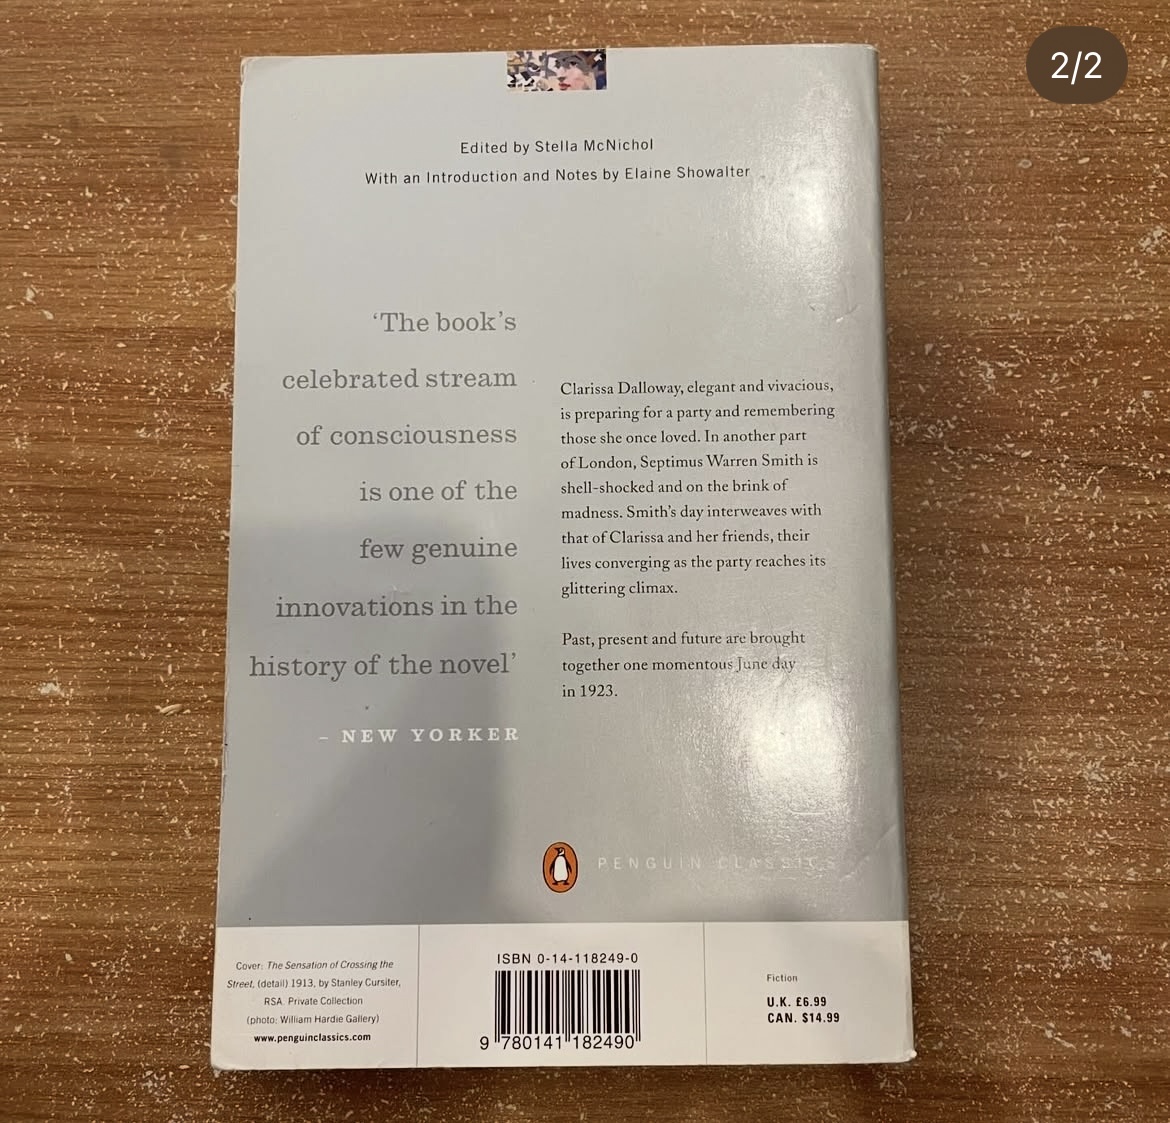 2/2
Edited by Stella McNichol
With an Introduction and Notes by Elaine Showalter
‘The book’s
celebrated stream
of consciousness
is one of the
few genuine
innovations in the
history of the novel’
– NEW YORKER
Clarissa Dalloway, elegant and vivacious,
is preparing for a party and remembering
those she once loved. In another part
of London, Septimus Warren Smith is
shell-shocked and on the brink of
madness. Smith’s day interweaves with
that of Clarissa and her friends, their
lives converging as the party reaches its
glittering climax.
Past, present and future are brought
together one momentous June day
in 1923.
PENGUIN CLASSICS
Cover: The Sensation of Crossing the
Street, (detail) 1913, by Stanley Cursiter,
RSA. Private Collection
(photo: William Hardie Gallery)
www.penguinclassics.com
ISBN 0-14-118249-0
9 780141 182490
Fiction
U.K. £6.99
CAN. $14.99